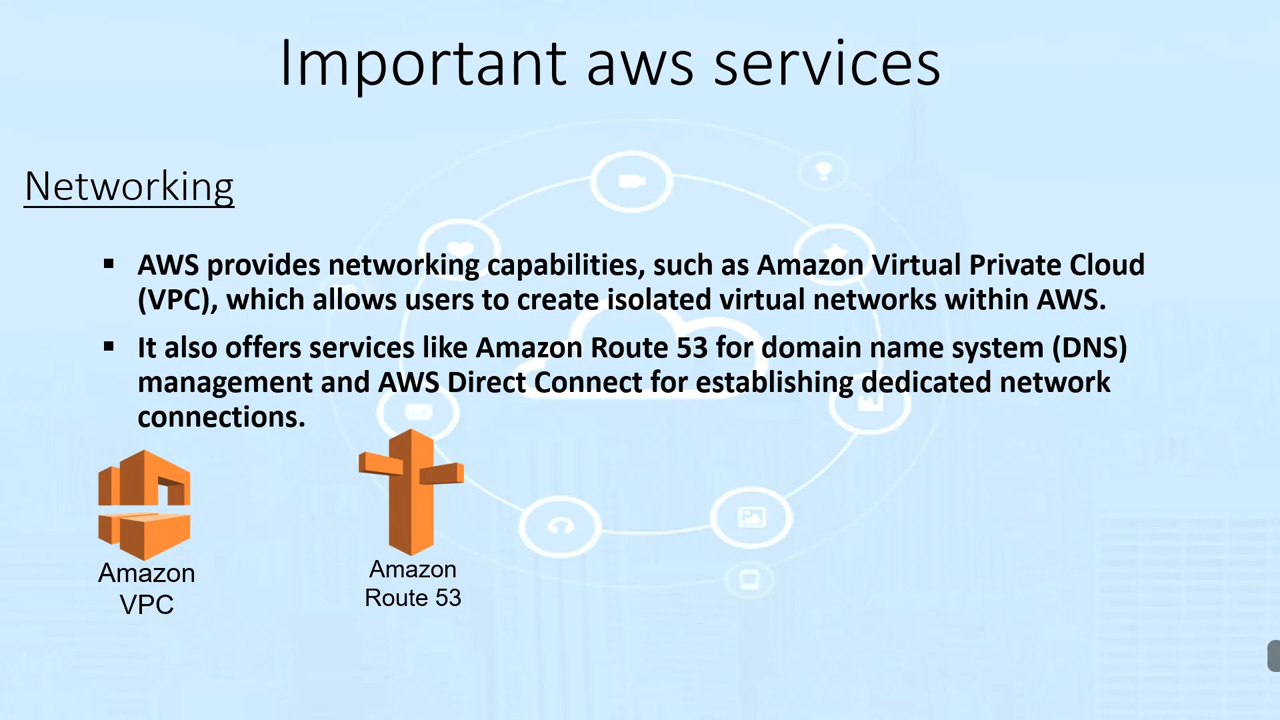 Important aws services
Networking
▪ AWS provides networking capabilities, such as Amazon Virtual Private Cloud
(VPC), which allows users to create isolated virtual networks within AWS.
▪ It also offers services like Amazon Route 53 for domain name system (DNS)
management and AWS Direct Connect for establishing dedicated network
connections.
Amazon
VPC
Amazon
Route 53